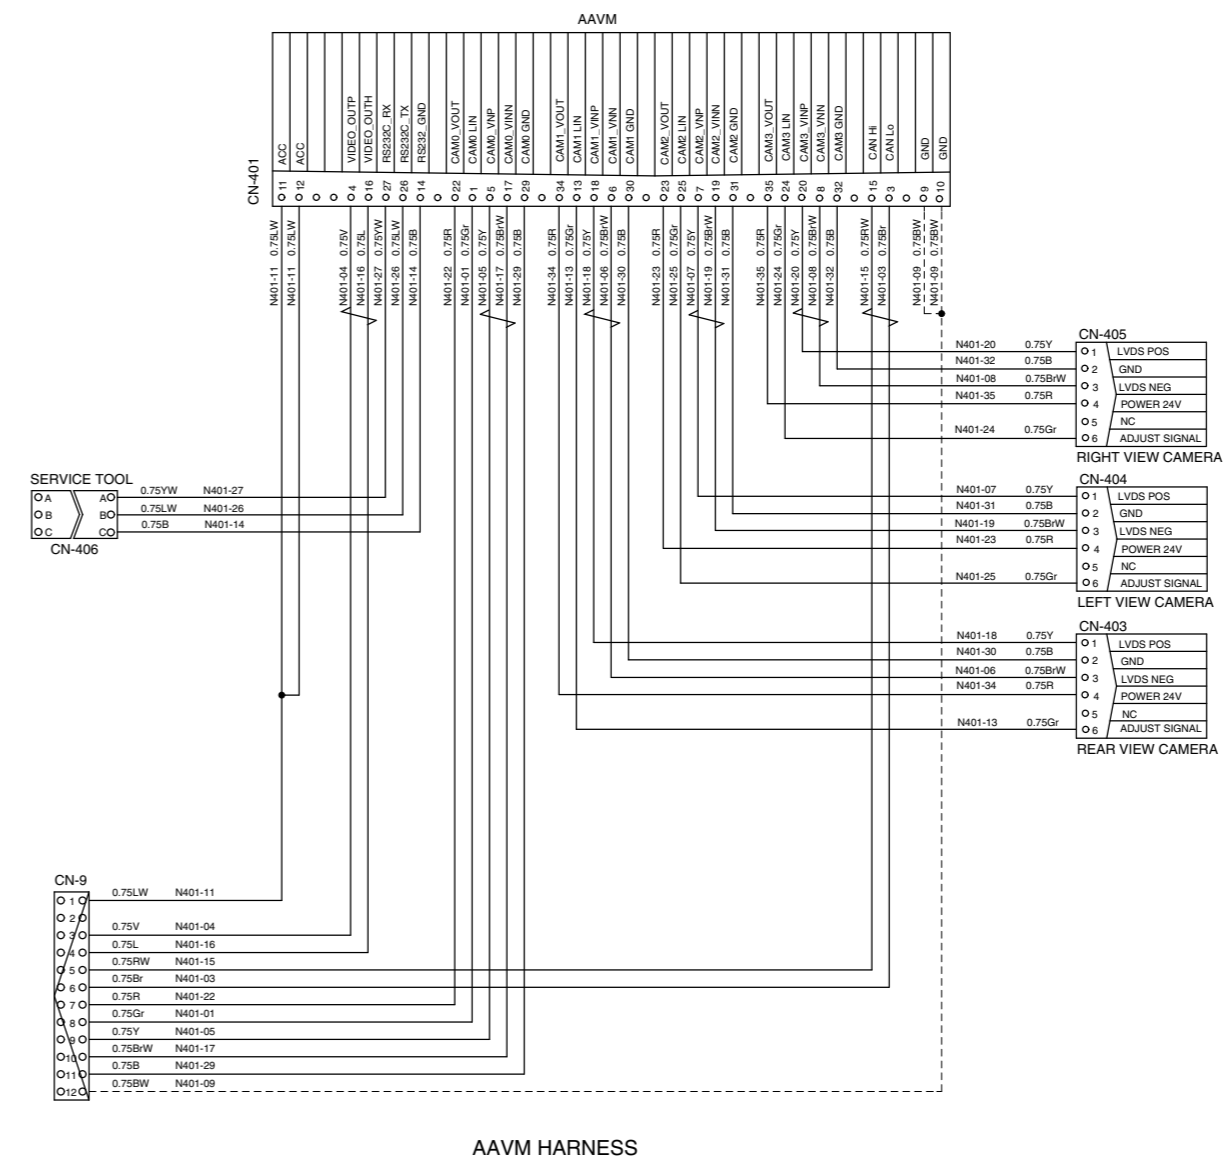 AAVM
CN-401
ACC
ACC
VIDEO_OUTP
VIDEO_OUTH
RS232C_RX
RS232C_TX
RS232_GND
CAM0_VOUT
CAM0 LIN
CAM0_VNP
CAM0_VINN
CAM0 GND
CAM1_VOUT
CAM1 LIN
CAM1_VINP
CAM1_VNN
CAM1 GND
CAM2_VOUT
CAM2 LIN
CAM2_VNP
CAM2_VINN
CAM2 GND
CAM3_VOUT
CAM3 LIN
CAM3_VINP
CAM3_VNN
CAM3 GND
CAN Hi
CAN Lo
GND
GND
11 12 4 16 27 26 14 22 1 5 17 29 34 13 18 6 30 23 25 7 19 31 35 24 20 8 32 15 3 9 10
N401-11 0.75LW
N401-11 0.75LW
N401-04 0.75V
N401-16 0.75L
N401-27 0.75YW
N401-26 0.75LW
N401-14 0.75B
N401-22 0.75R
N401-01 0.75Gr
N401-05 0.75Y
N401-17 0.75BrW
N401-29 0.75B
N401-34 0.75R
N401-13 0.75Gr
N401-18 0.75Y
N401-06 0.75BrW
N401-30 0.75B
N401-23 0.75R
N401-25 0.75Gr
N401-07 0.75Y
N401-19 0.75BrW
N401-31 0.75B
N401-35 0.75R
N401-24 0.75Gr
N401-20 0.75Y
N401-08 0.75BrW
N401-32 0.75B
N401-15 0.75RW
N401-03 0.75Br
N401-09 0.75BW
N401-09 0.75BW
CN-405
N401-20 0.75Y 1 LVDS POS
N401-32 0.75B 2 GND
N401-08 0.75BrW 3 LVDS NEG
N401-35 0.75R 4 POWER 24V
5 NC
N401-24 0.75Gr 6 ADJUST SIGNAL
RIGHT VIEW CAMERA
SERVICE TOOL
A A 0.75YW N401-27
B B 0.75LW N401-26
C C 0.75B N401-14
CN-406
CN-404
N401-07 0.75Y 1 LVDS POS
N401-31 0.75B 2 GND
N401-19 0.75BrW 3 LVDS NEG
N401-23 0.75R 4 POWER 24V
5 NC
N401-25 0.75Gr 6 ADJUST SIGNAL
LEFT VIEW CAMERA
CN-403
N401-18 0.75Y 1 LVDS POS
N401-30 0.75B 2 GND
N401-06 0.75BrW 3 LVDS NEG
N401-34 0.75R 4 POWER 24V
5 NC
N401-13 0.75Gr 6 ADJUST SIGNAL
REAR VIEW CAMERA
CN-9
1 0.75LW N401-11
2
3 0.75V N401-04
4 0.75L N401-16
5 0.75RW N401-15
6 0.75Br N401-03
7 0.75R N401-22
8 0.75Gr N401-01
9 0.75Y N401-05
10 0.75BrW N401-17
11 0.75B N401-29
12 0.75BW N401-09
AAVM HARNESS